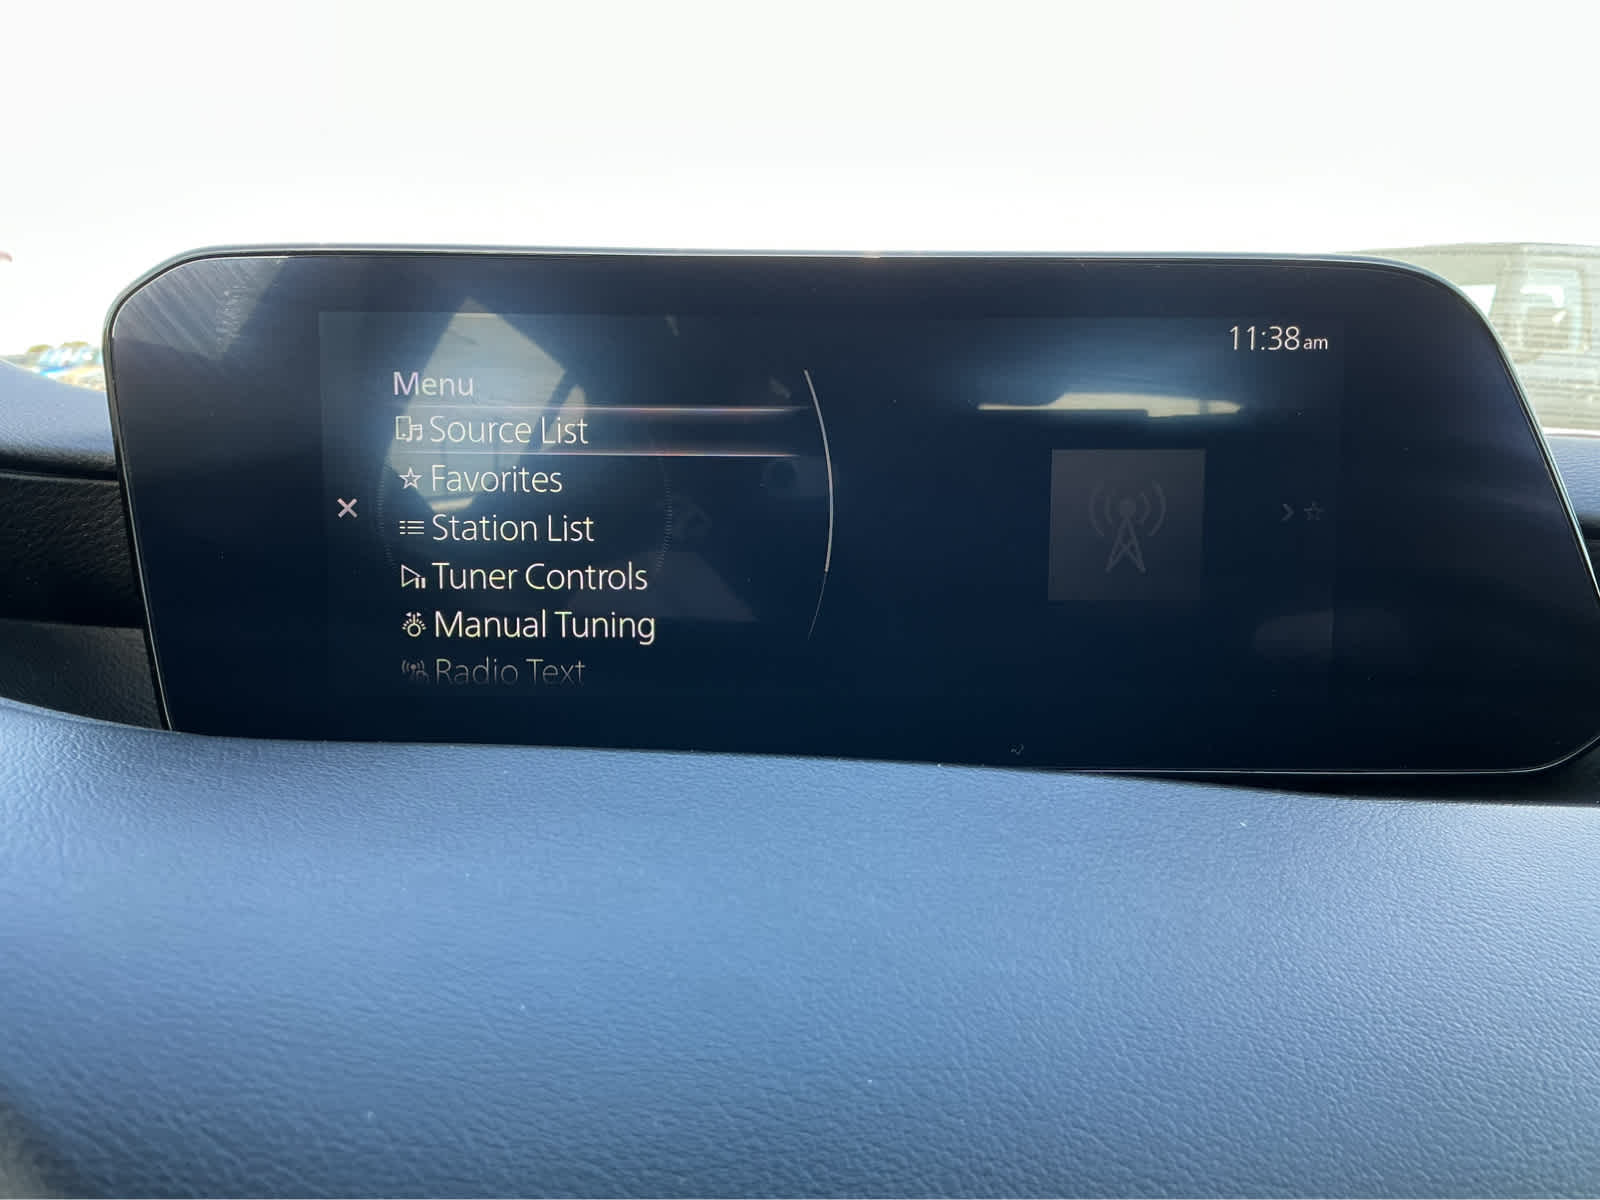 11:38am
Menu
Source List
Favorites
Station List
Tuner Controls
Manual Tuning
Radio Text